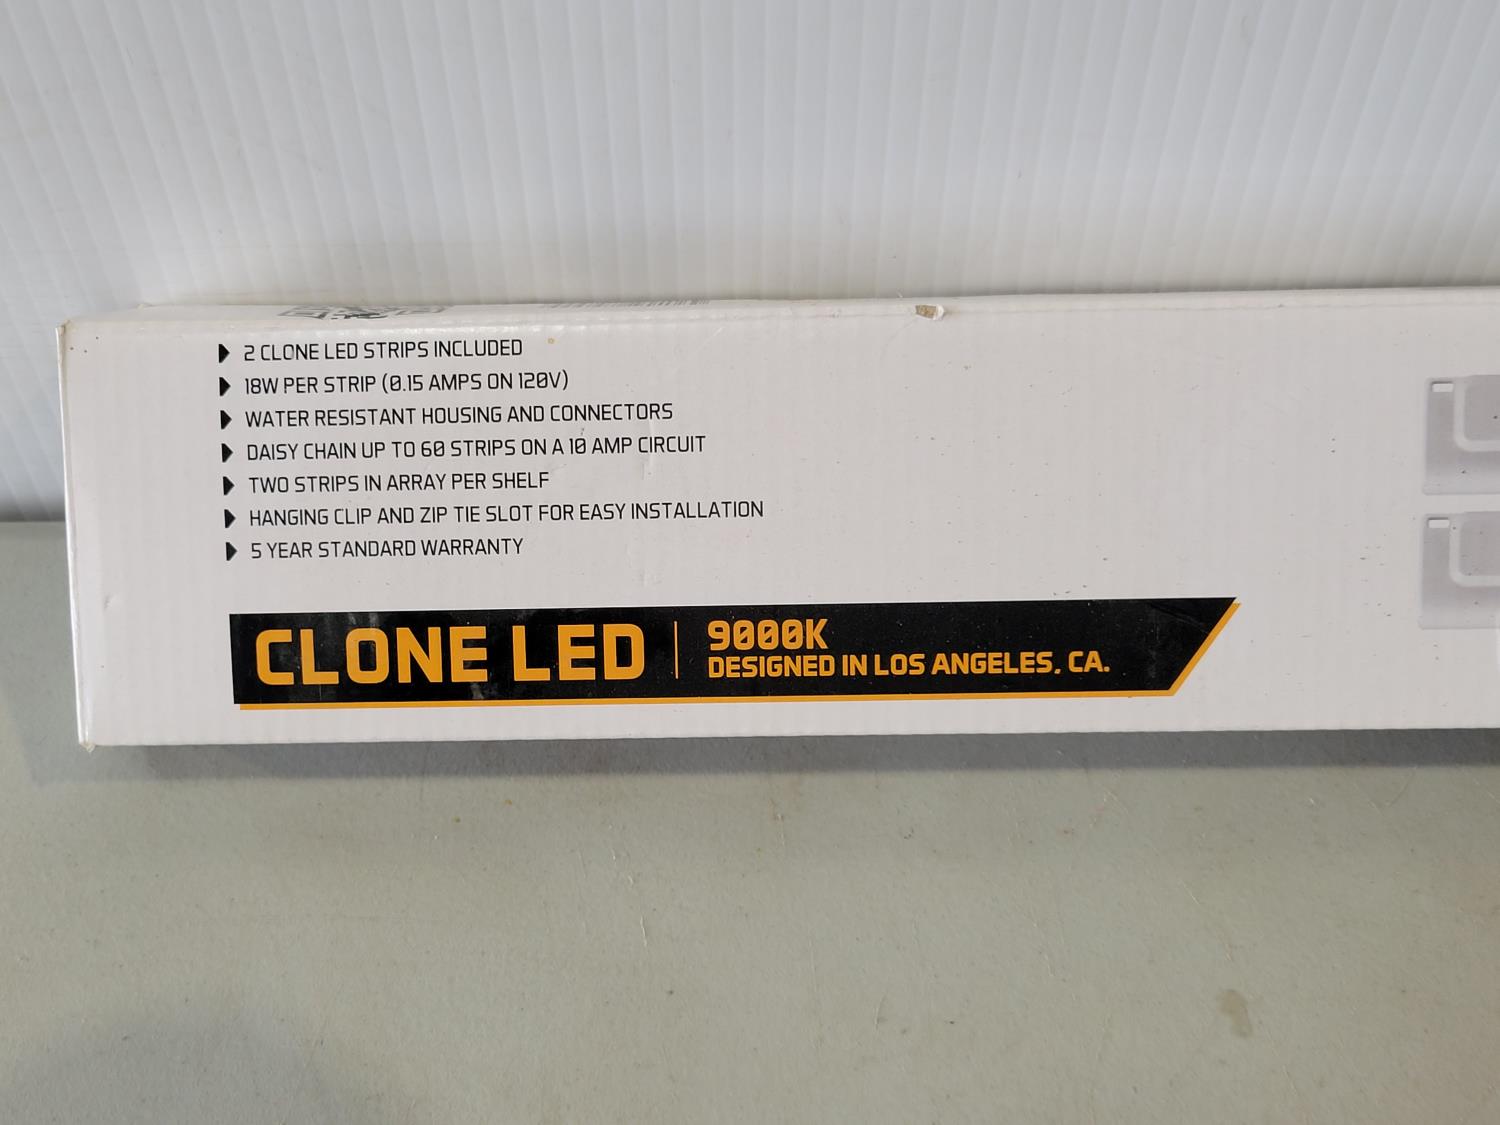 2 CLONE LED STRIPS INCLUDED
18W PER STRIP (0.15 AMPS ON 120V)
WATER RESISTANT HOUSING AND CONNECTORS
DAISY CHAIN UP TO 60 STRIPS ON A 10 AMP CIRCUIT
TWO STRIPS IN ARRAY PER SHELF
HANGING CLIP AND ZIP TIE SLOT FOR EASY INSTALLATION
5 YEAR STANDARD WARRANTY
CLONE LED
9000K
DESIGNED IN LOS ANGELES, CA.